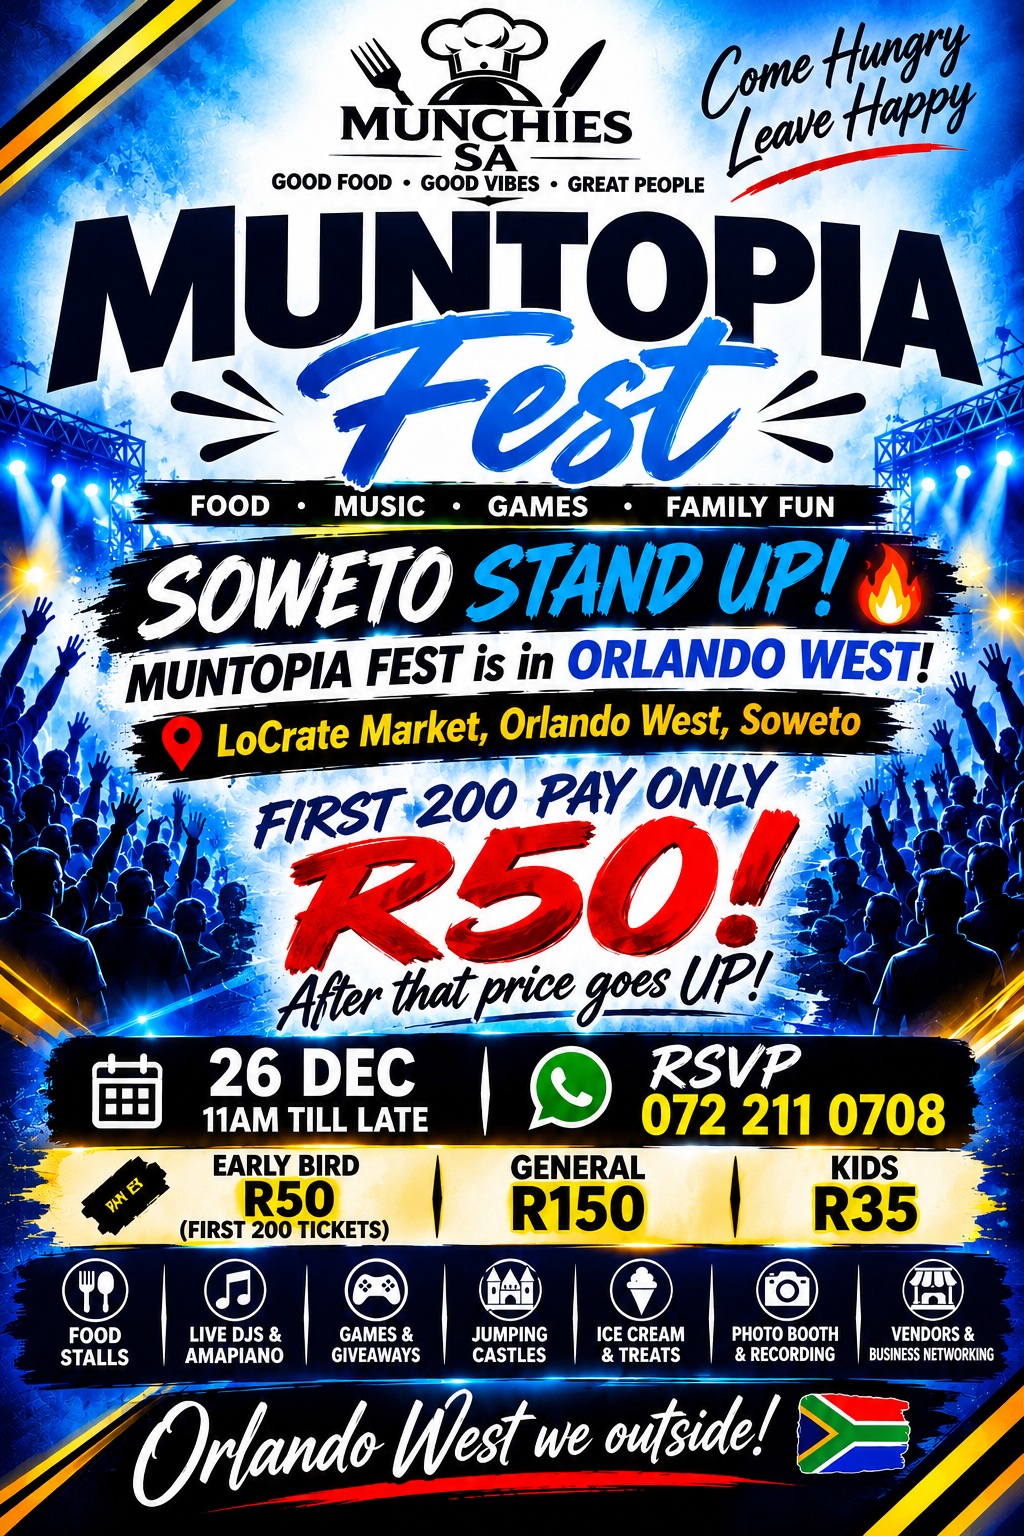 Come Hungry
Leave Happy
MUNCHIES
SA
GOOD FOOD • GOOD VIBES • GREAT PEOPLE
MUNTOPIA
Fest
FOOD • MUSIC • GAMES • FAMILY FUN
SOWETO STAND UP!
MUNTOPIA FEST is in ORLANDO WEST!
LoCrate Market, Orlando West, Soweto
FIRST 200 PAY ONLY
R50!
After that price goes UP!
26 DEC
11AM TILL LATE
RSVP
072 211 0708
EARLY BIRD
R50
(FIRST 200 TICKETS)
GENERAL
R150
KIDS
R35
FOOD
STALLS
LIVE DJS &
AMAPIANO
GAMES &
GIVEAWAYS
JUMPING
CASTLES
ICE CREAM
& TREATS
PHOTO BOOTH
& RECORDING
VENDORS &
BUSINESS NETWORKING
Orlando West we outside!